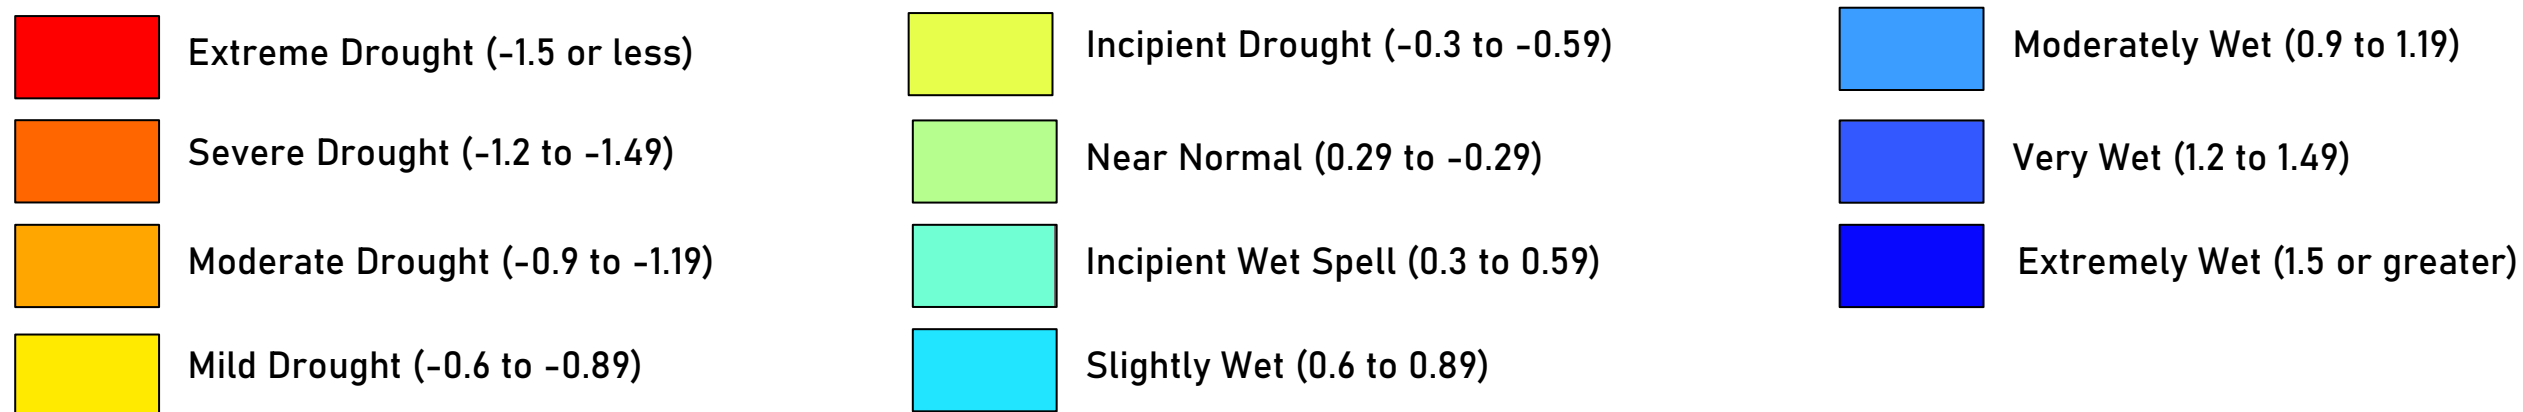 Extreme Drought (-1.5 or less)
Severe Drought (-1.2 to -1.49)
Moderate Drought (-0.9 to -1.19)
Mild Drought (-0.6 to -0.89)
Incipient Drought (-0.3 to -0.59)
Near Normal (0.29 to -0.29)
Incipient Wet Spell (0.3 to 0.59)
Slightly Wet (0.6 to 0.89)
Moderately Wet (0.9 to 1.19)
Very Wet (1.2 to 1.49)
Extremely Wet (1.5 or greater)